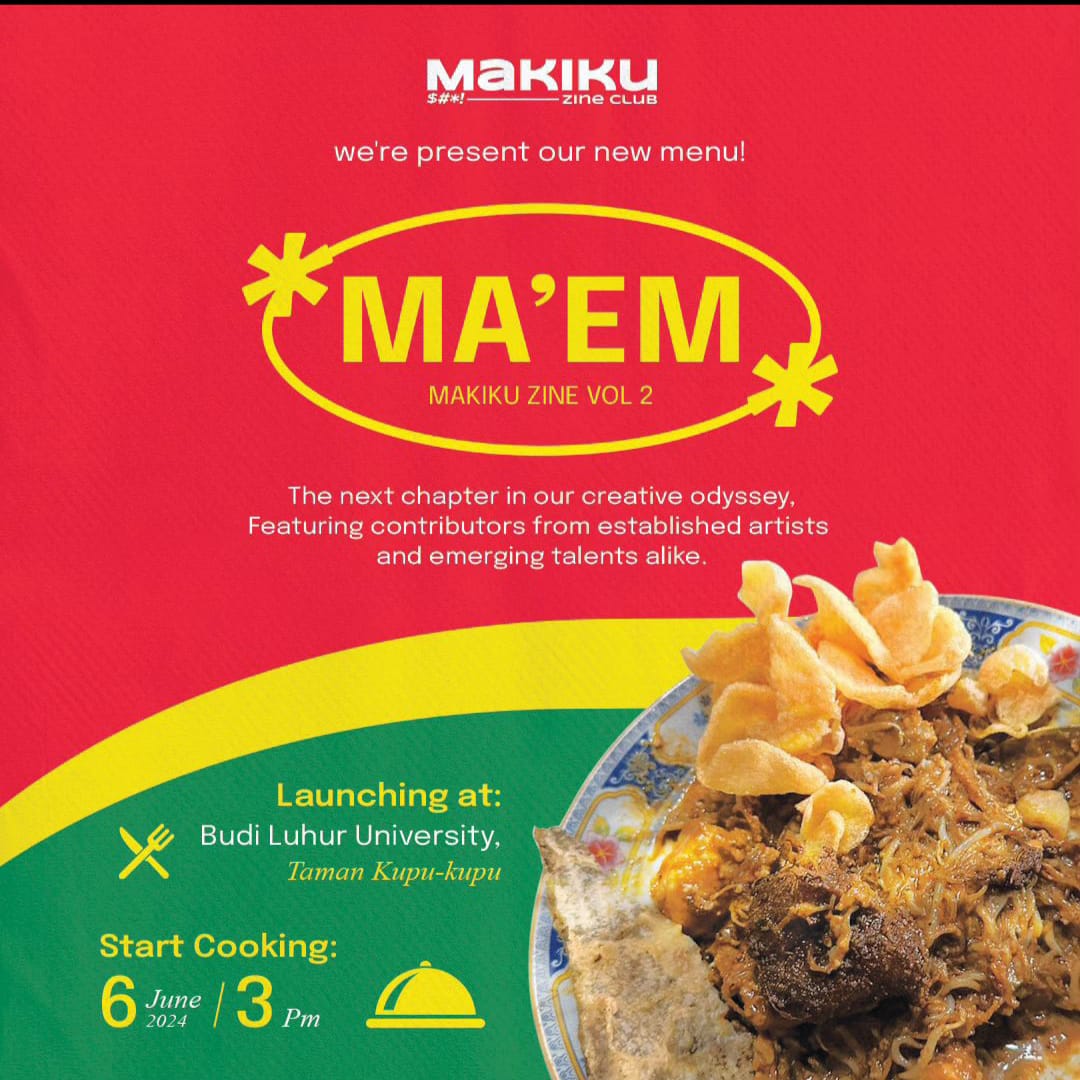 Makiku
$#*! zine club
we're present our new menu!
MA’EM
MAKIKU ZINE VOL 2
The next chapter in our creative odyssey,
Featuring contributors from established artists
and emerging talents alike.
Launching at:
Budi Luhur University,
Taman Kupu-kupu
Start Cooking:
6 June 2024 / 3 Pm